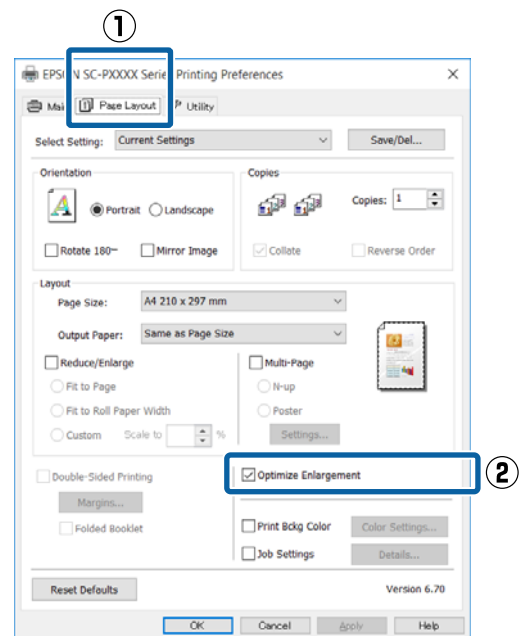 ①
EPSON SC-PXXXX Series Printing Preferences
Page Layout Utility
Select Setting: Current Settings Save/Del...
Orientation Copies
Portrait Landscape Copies: 1
Rotate 180° Mirror Image Collate Reverse Order
Layout
Page Size: A4 210 x 297 mm
Output Paper: Same as Page Size
Reduce/Enlarge Multi-Page
Fit to Page N-up
Fit to Roll Paper Width Poster
Custom Scale to % Settings...
Double-Sided Printing Optimize Enlargement ②
Margins...
Folded Booklet Print Bckg Color Color Settings...
Job Settings Details...
Reset Defaults Version 6.70
OK Cancel Apply Help